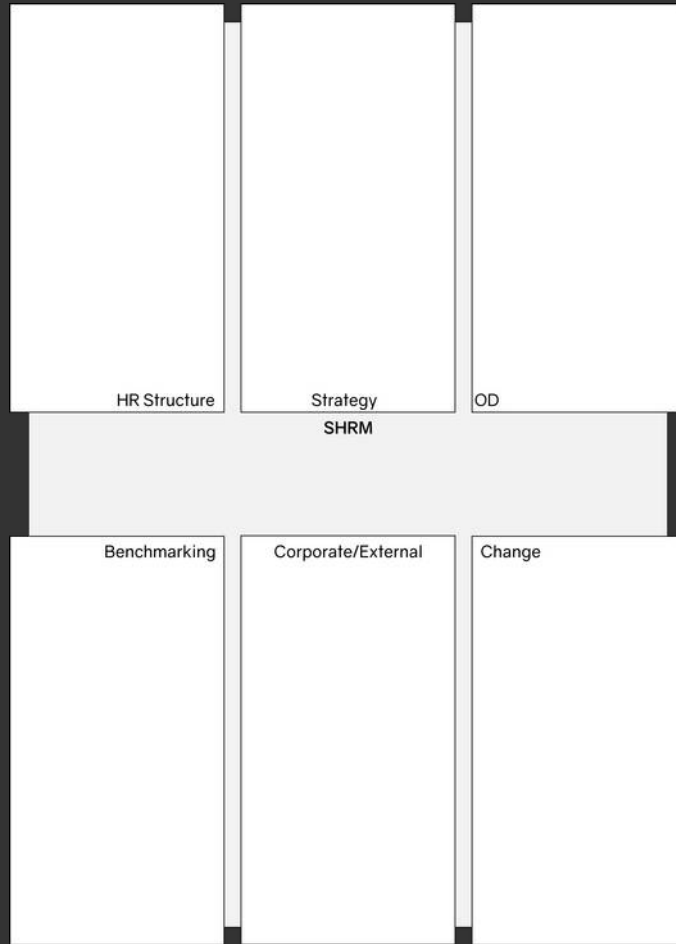 HR Structure
Strategy
OD
SHRM
Benchmarking
Corporate/External
Change